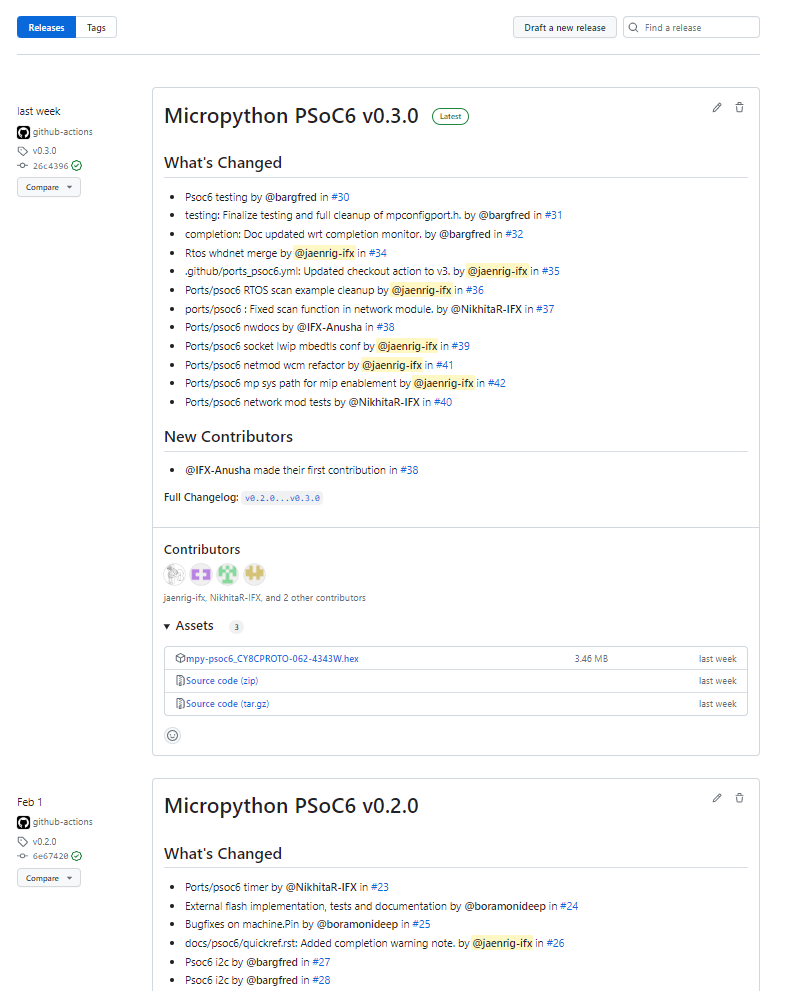 Releases
Tags
Draft a new release
Find a release
last week
github-actions
v0.3.0
26c4396
Compare
Micropython PSoC6 v0.3.0 Latest
What's Changed
Psoc6 testing by @bargfred in #30
testing: Finalize testing and full cleanup of mpconfigport.h. by @bargfred in #31
completion: Doc updated wrt completion monitor. by @bargfred in #32
Rtos whdnet merge by @jaenrig-ifx in #34
.github/ports_psoc6.yml: Updated checkout action to v3. by @jaenrig-ifx in #35
Ports/psoc6 RTOS scan example cleanup by @jaenrig-ifx in #36
ports/psoc6 : Fixed scan function in network module. by @NikhitaR-IFX in #37
Ports/psoc6 nwdocs by @IFX-Anusha in #38
Ports/psoc6 socket lwip mbedtls conf by @jaenrig-ifx in #39
Ports/psoc6 netmod wcm refactor by @jaenrig-ifx in #41
Ports/psoc6 mp sys path for mip enablement by @jaenrig-ifx in #42
Ports/psoc6 network mod tests by @NikhitaR-IFX in #40
New Contributors
@IFX-Anusha made their first contribution in #38
Full Changelog: v0.2.0...v0.3.0
Contributors
jaenrig-ifx, NikhitaR-IFX, and 2 other contributors
Assets 3
mpy-psoc6_CY8CPROTO-062-4343W.hex 3.46 MB last week
Source code (zip) last week
Source code (tar.gz) last week
Feb 1
github-actions
v0.2.0
6e67420
Compare
Micropython PSoC6 v0.2.0
What's Changed
Ports/psoc6 timer by @NikhitaR-IFX in #23
External flash implementation, tests and documentation by @boramonideep in #24
Bugfixes on machine.Pin by @boramonideep in #25
docs/psoc6/quickref.rst: Added completion warning note. by @jaenrig-ifx in #26
Psoc6 i2c by @bargfred in #27
Psoc6 i2c by @bargfred in #28